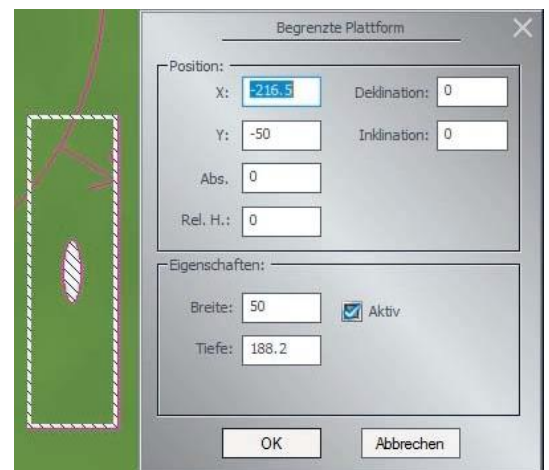 Begrenzte Plattform
Position:
X: -216.5 Deklination: 0
Y: -50 Inklination: 0
Abs. 0
Rel. H.: 0
Eigenschaften:
Breite: 50 Aktiv
Tiefe: 188.2
OK Abbrechen